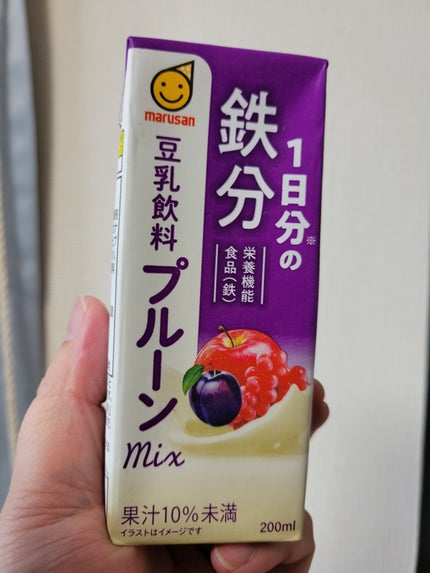 marusan
1日分の※
鉄分
栄養機能
食品(鉄)
豆乳飲料
プルーン
mix
果汁10%未満
イラストはイメージです
200ml